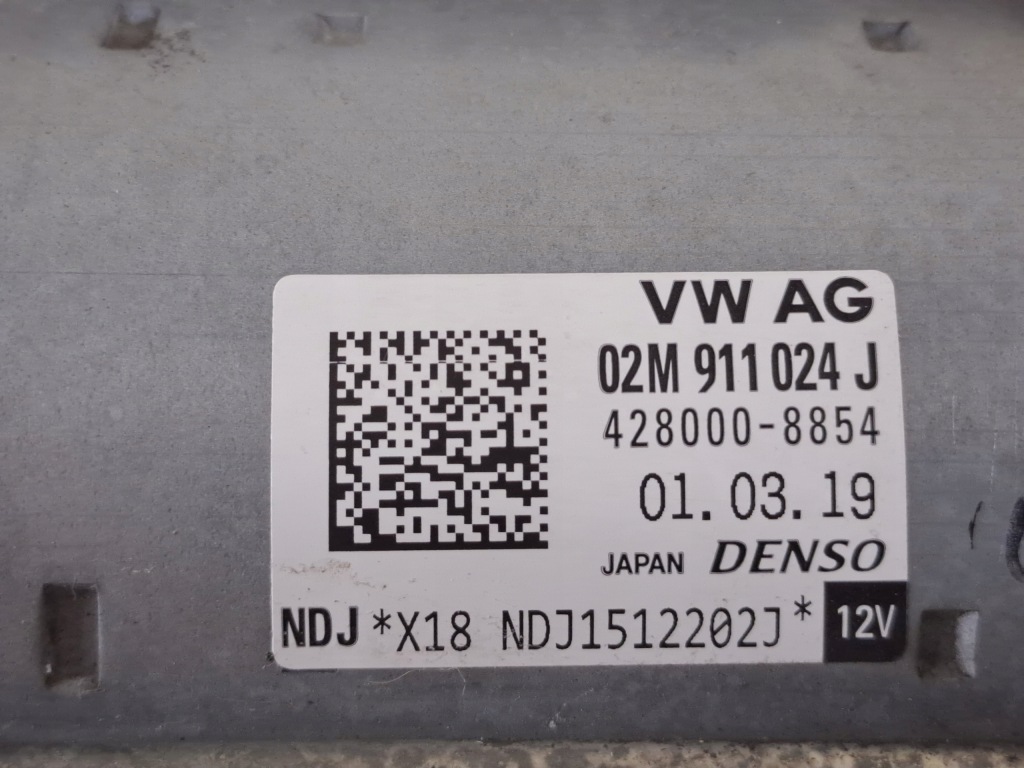 VW AG
02M 911 024 J
428000-8854
01.03.19
JAPAN DENSO
NDJ *X18 NDJ1512202J* 12V